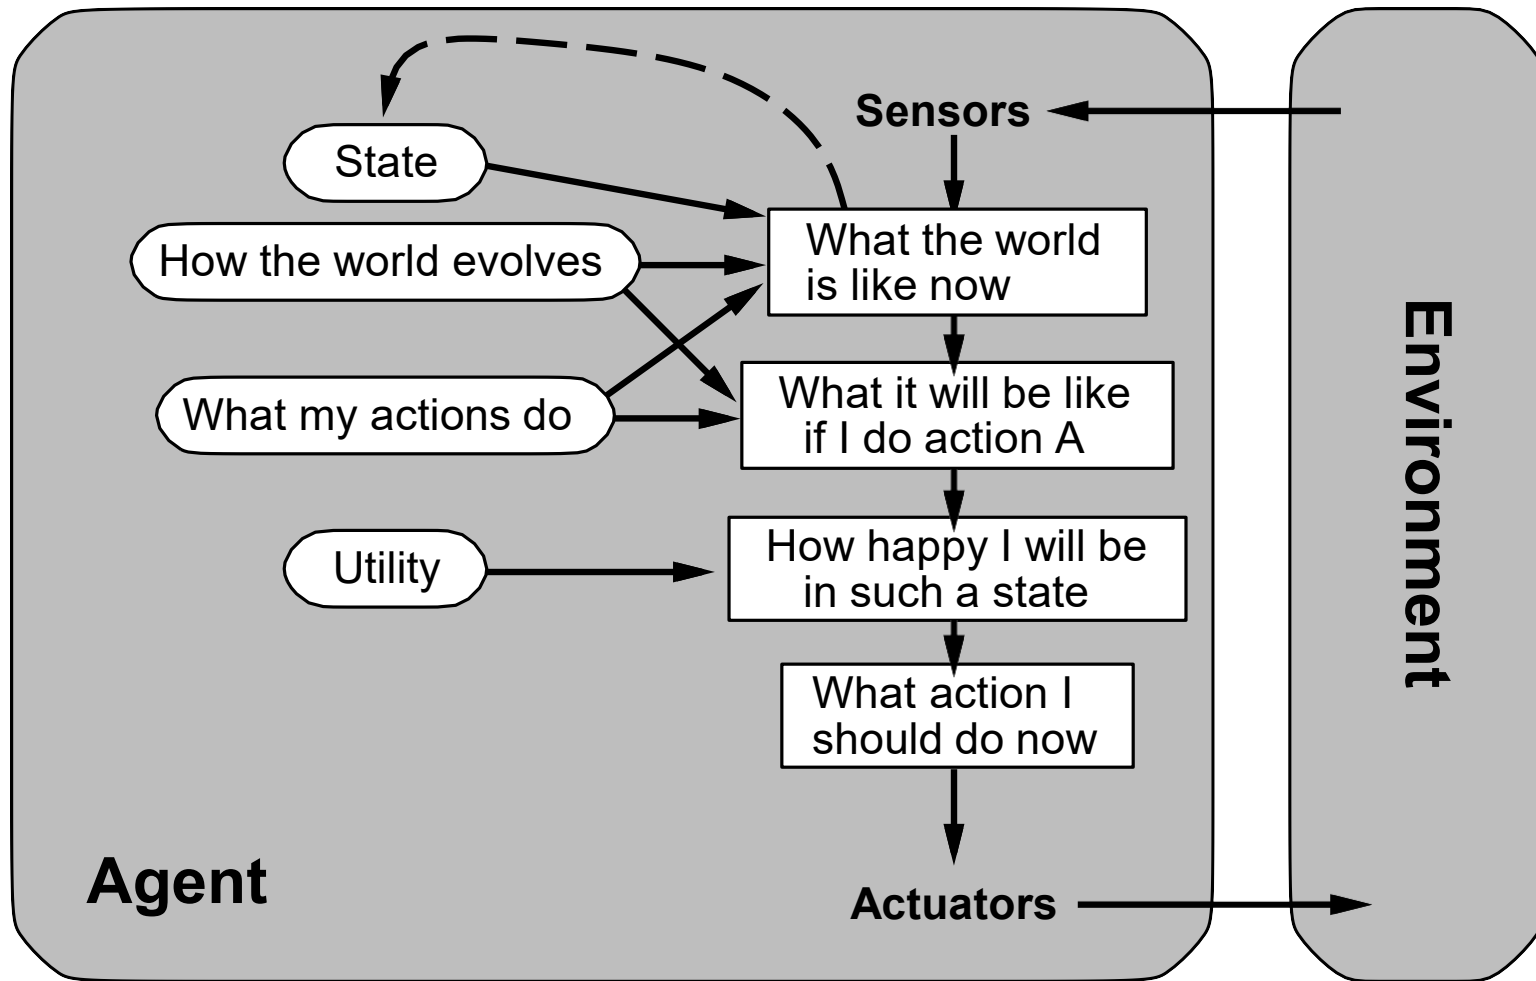 Sensors
State
What the world
is like now
How the world evolves
What it will be like
if I do action A
What my actions do
How happy I will be
in such a state
Utility
What action I
should do now
Agent
Actuators
Environment